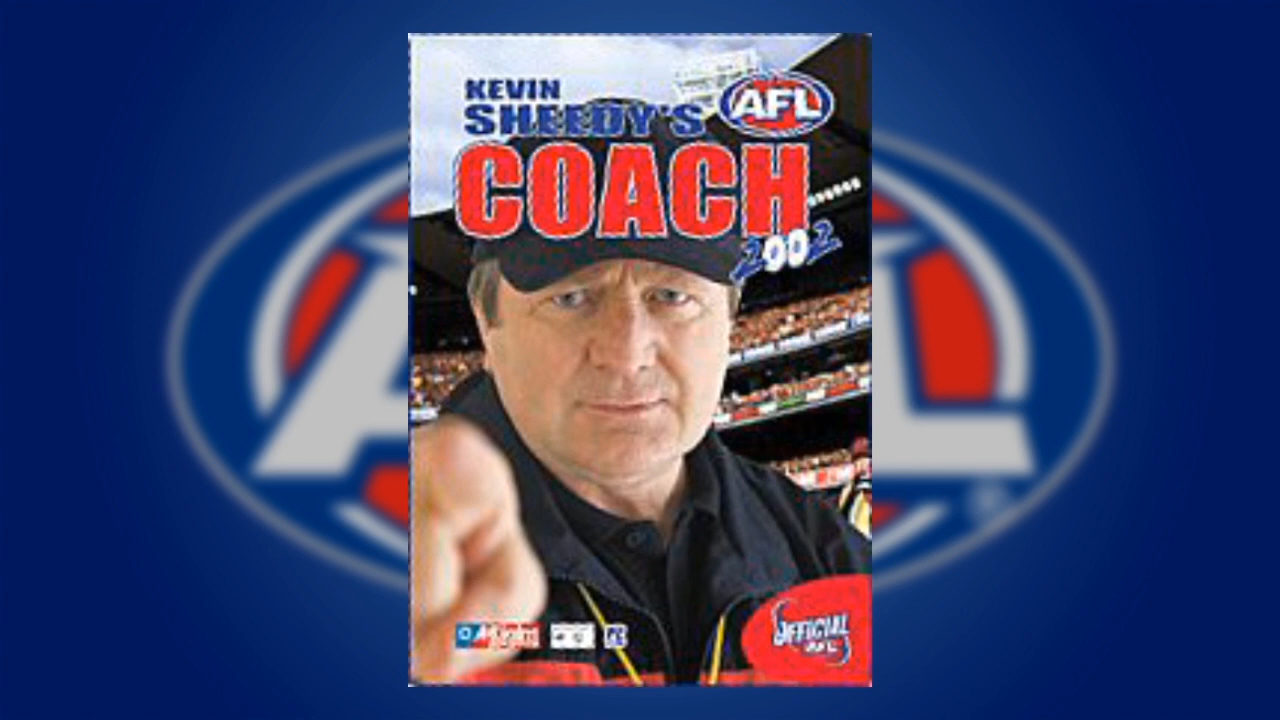 KEVIN
SHEEDY'S
AFL
COACH
2002
OFFICIAL
AFL